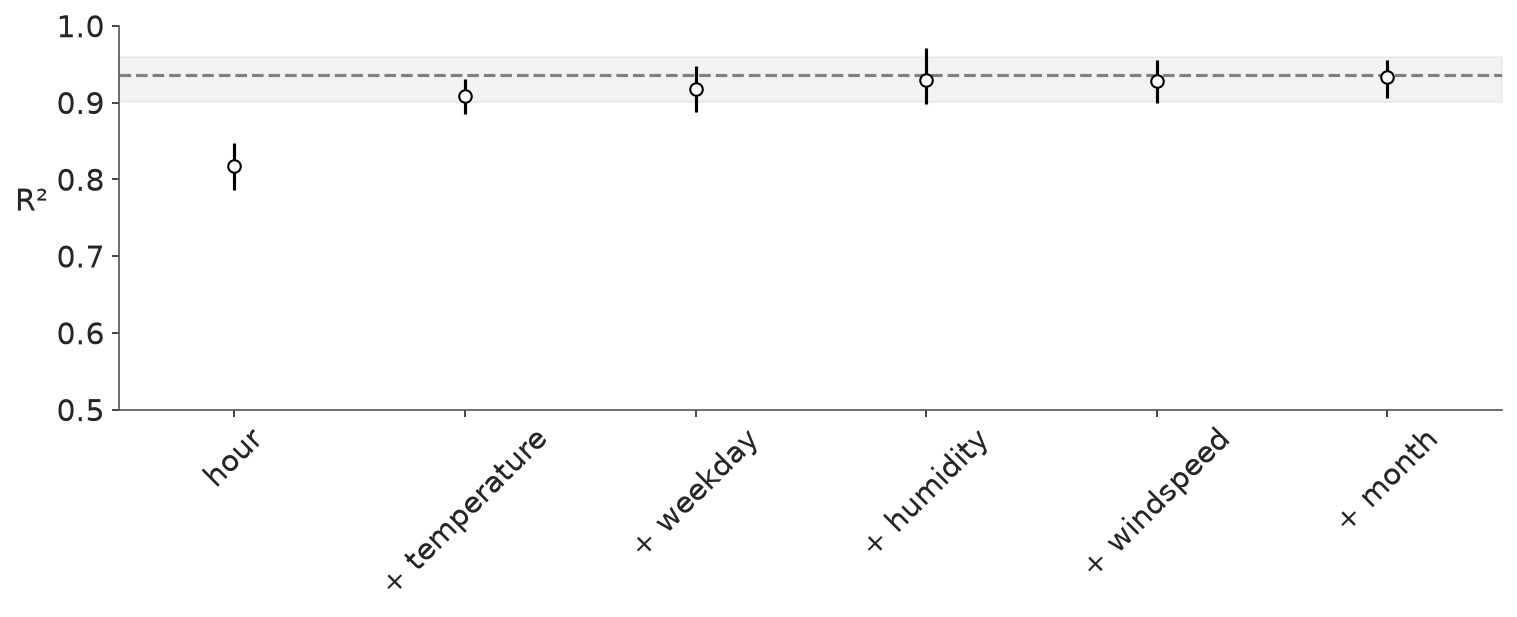 1.0
0.9
0.8
0.7
0.6
0.5
R²
hour
+ temperature
+ weekday
+ humidity
+ windspeed
+ month